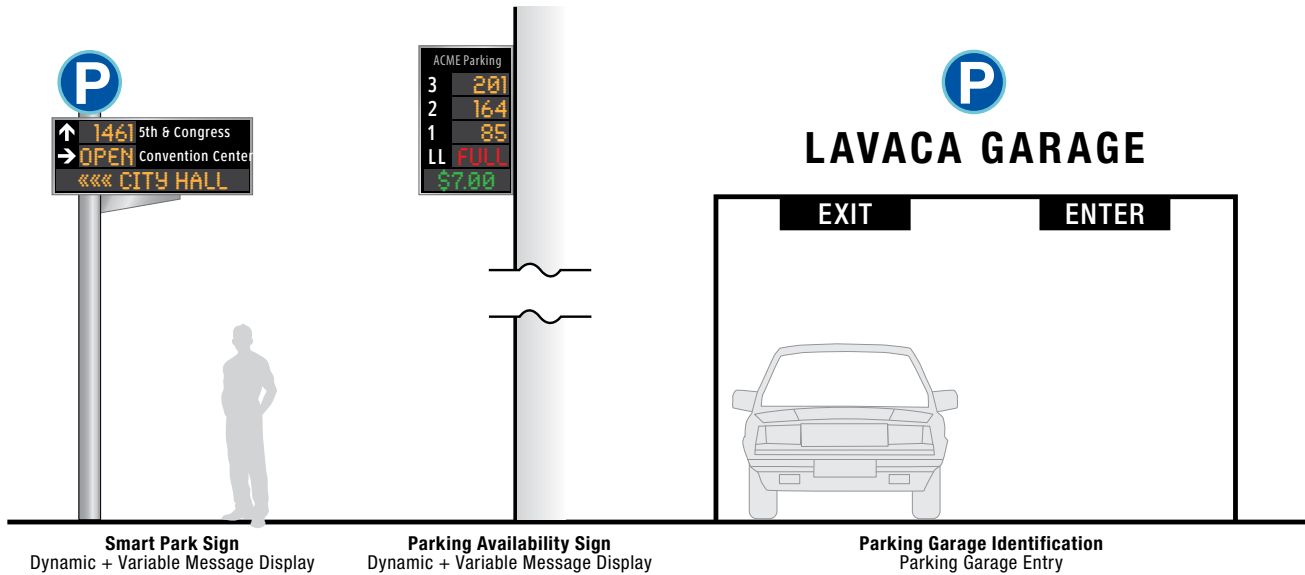 P
↑ 1461 5th & Congress
→ OPEN Convention Center
««« CITY HALL
ACME Parking
3 201
2 164
1 85
LL FULL
$7.00
P
LAVACA GARAGE
EXIT ENTER
Smart Park Sign
Dynamic + Variable Message Display
Parking Availability Sign
Dynamic + Variable Message Display
Parking Garage Identification
Parking Garage Entry